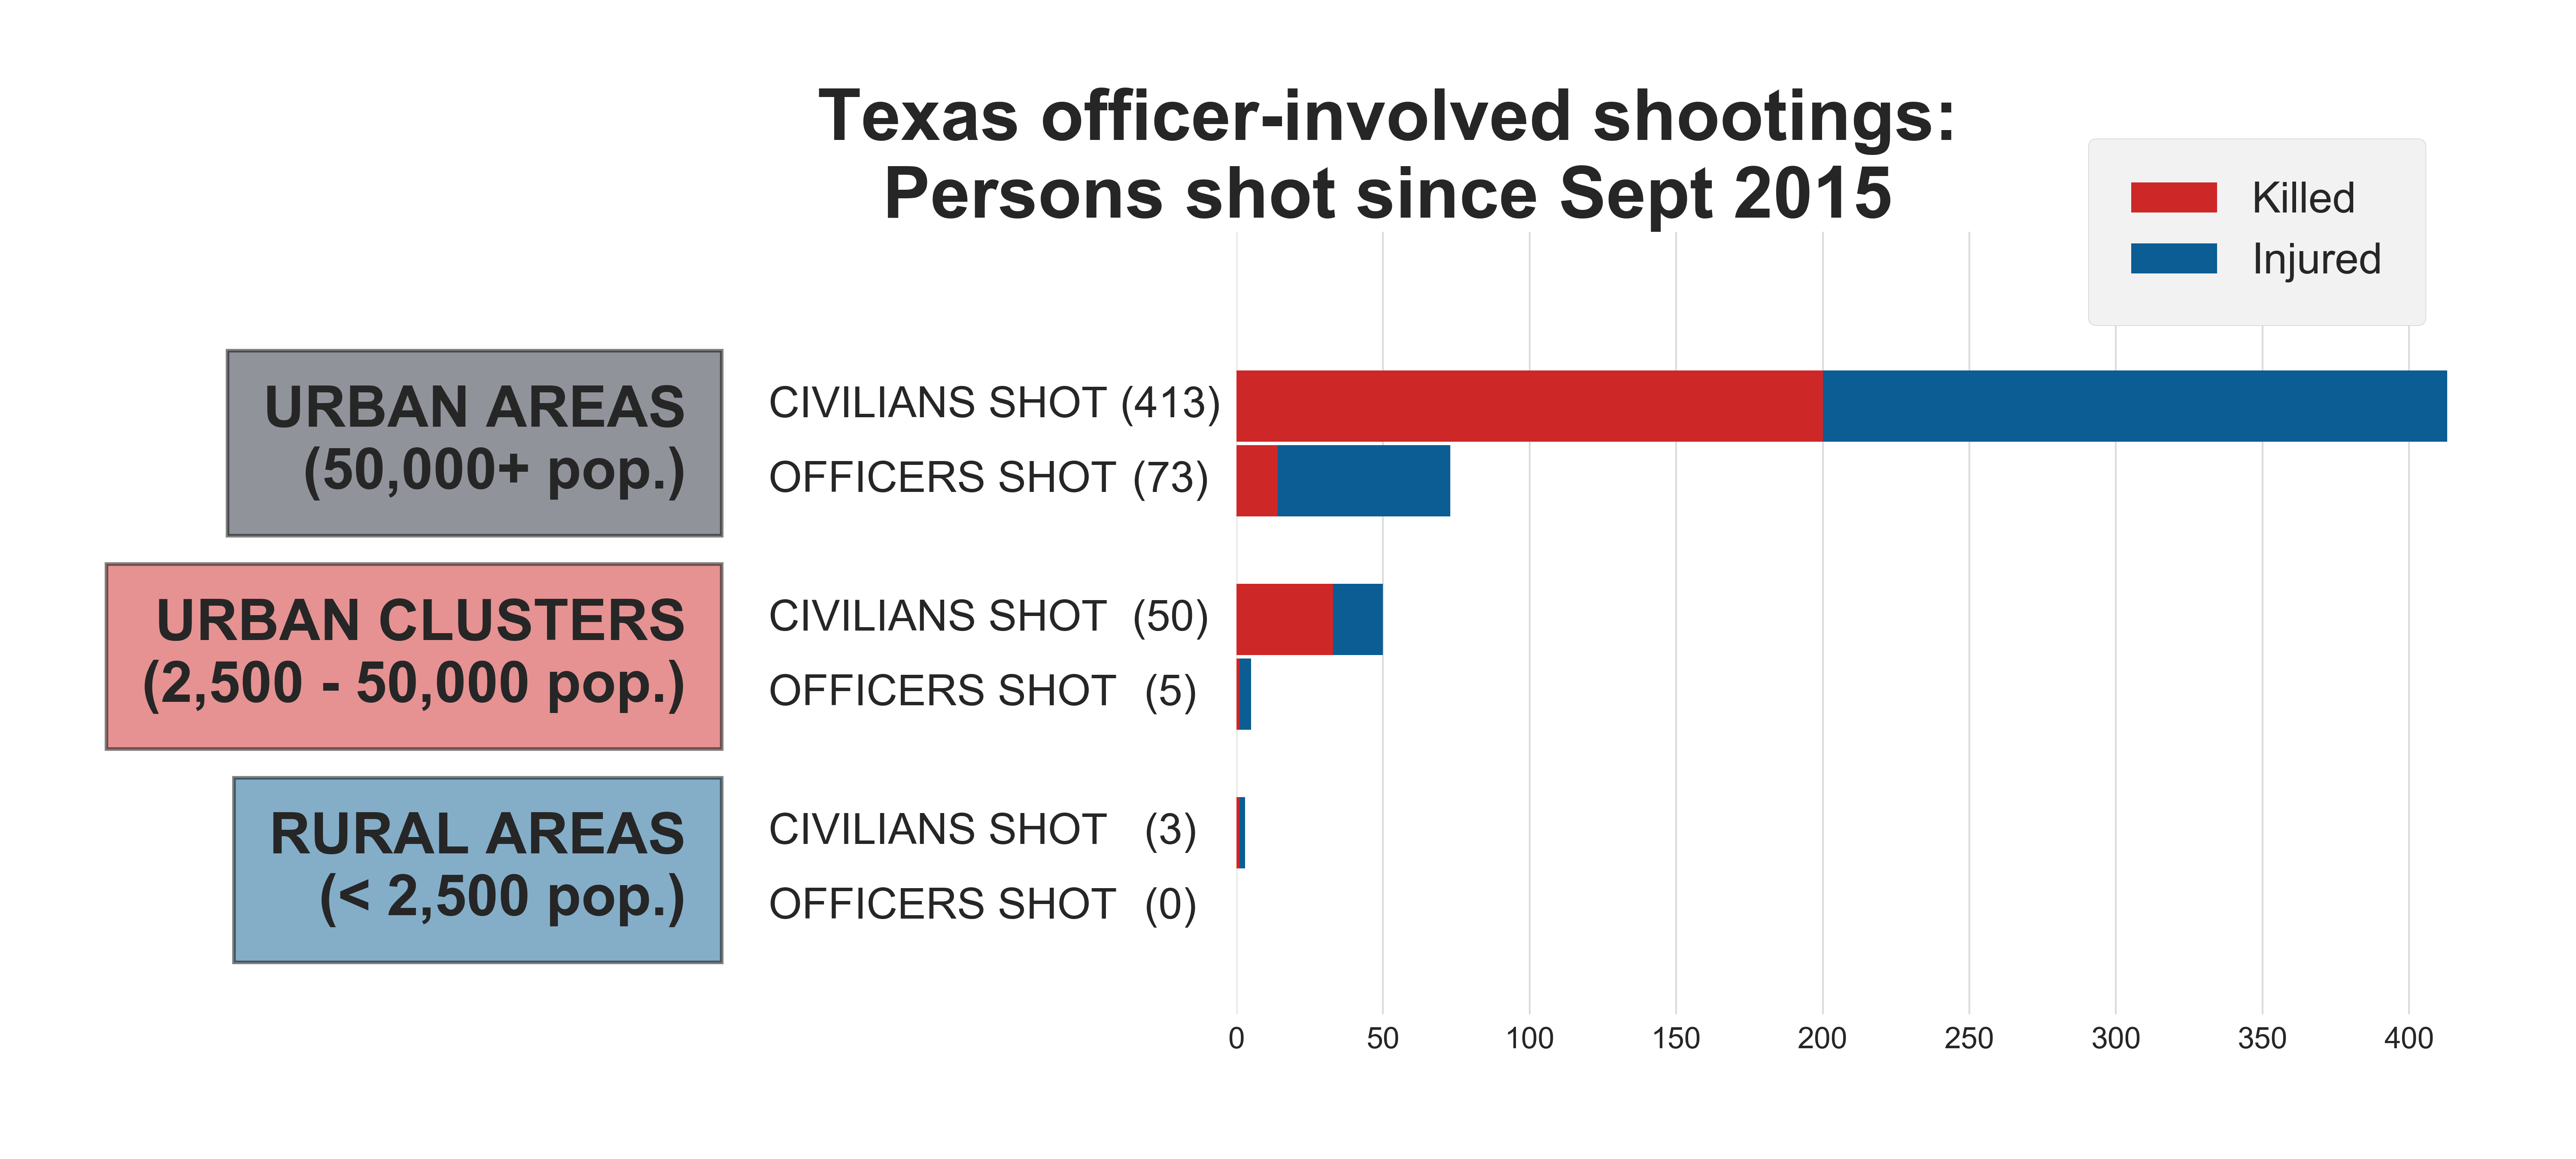 Texas officer-involved shootings:
Persons shot since Sept 2015
Killed
Injured
URBAN AREAS
(50,000+ pop.)
CIVILIANS SHOT (413)
OFFICERS SHOT (73)
URBAN CLUSTERS
(2,500 - 50,000 pop.)
CIVILIANS SHOT (50)
OFFICERS SHOT (5)
RURAL AREAS
(< 2,500 pop.)
CIVILIANS SHOT (3)
OFFICERS SHOT (0)
0 50 100 150 200 250 300 350 400